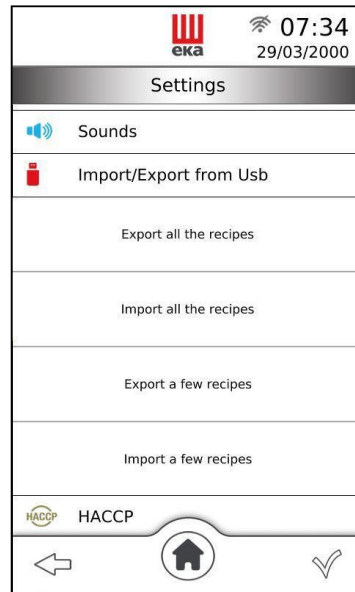 eka
07:34
29/03/2000
Settings
Sounds
Import/Export from Usb
Export all the recipes
Import all the recipes
Export a few recipes
Import a few recipes
HACCP HACCP